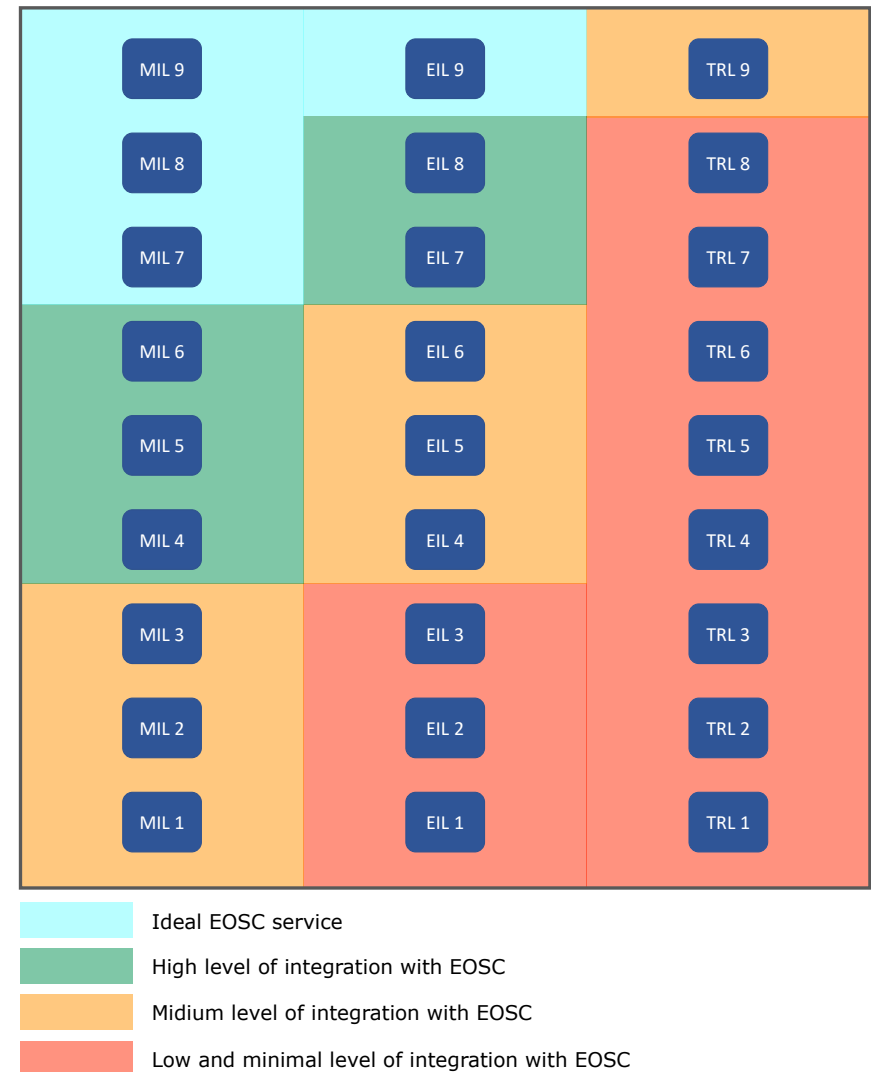 MIL 9 EIL 9 TRL 9
MIL 8 EIL 8 TRL 8
MIL 7 EIL 7 TRL 7
MIL 6 EIL 6 TRL 6
MIL 5 EIL 5 TRL 5
MIL 4 EIL 4 TRL 4
MIL 3 EIL 3 TRL 3
MIL 2 EIL 2 TRL 2
MIL 1 EIL 1 TRL 1
Ideal EOSC service
High level of integration with EOSC
Midium level of integration with EOSC
Low and minimal level of integration with EOSC